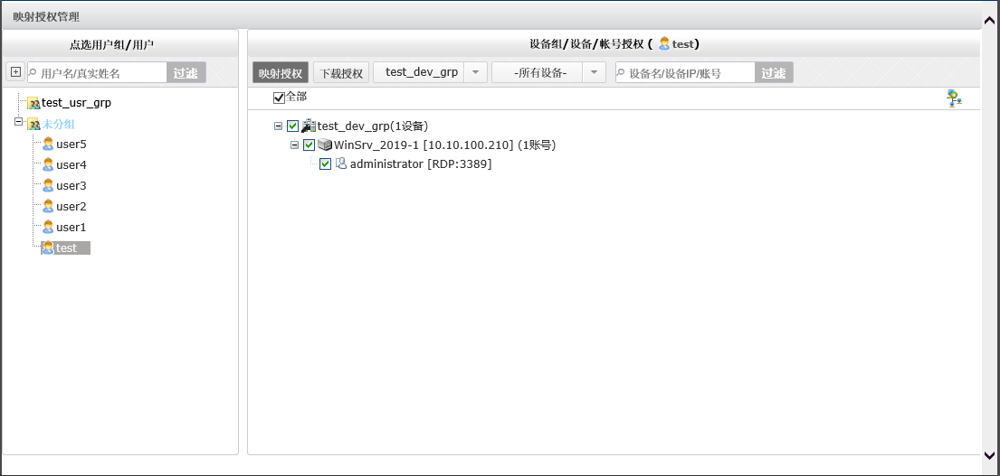 映射授权管理
点选用户组/用户
用户名/真实姓名 过滤
test_usr_grp
未分组
user5
user4
user3
user2
user1
test
设备组/设备/帐号授权 ( test)
映射授权 下载授权 test_dev_grp -所有设备- 设备名/设备IP/账号 过滤
全部
test_dev_grp(1设备)
WinSrv_2019-1 [10.10.100.210] (1账号)
administrator [RDP:3389]